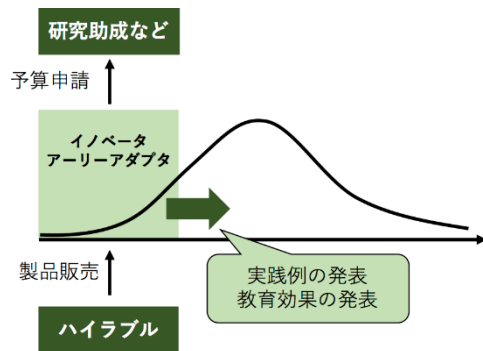 研究助成など
予算申請
イノベータ
アーリーアダプタ
製品販売
実践例の発表
教育効果の発表
ハイラブル